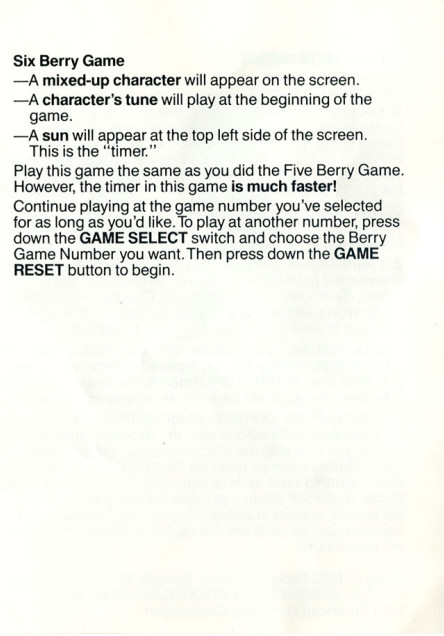 Six Berry Game
—A mixed-up character will appear on the screen.
—A character's tune will play at the beginning of the
game.
—A sun will appear at the top left side of the screen.
This is the "timer."
Play this game the same as you did the Five Berry Game.
However, the timer in this game is much faster!
Continue playing at the game number you've selected
for as long as you'd like. To play at another number, press
down the GAME SELECT switch and choose the Berry
Game Number you want. Then press down the GAME
RESET button to begin.